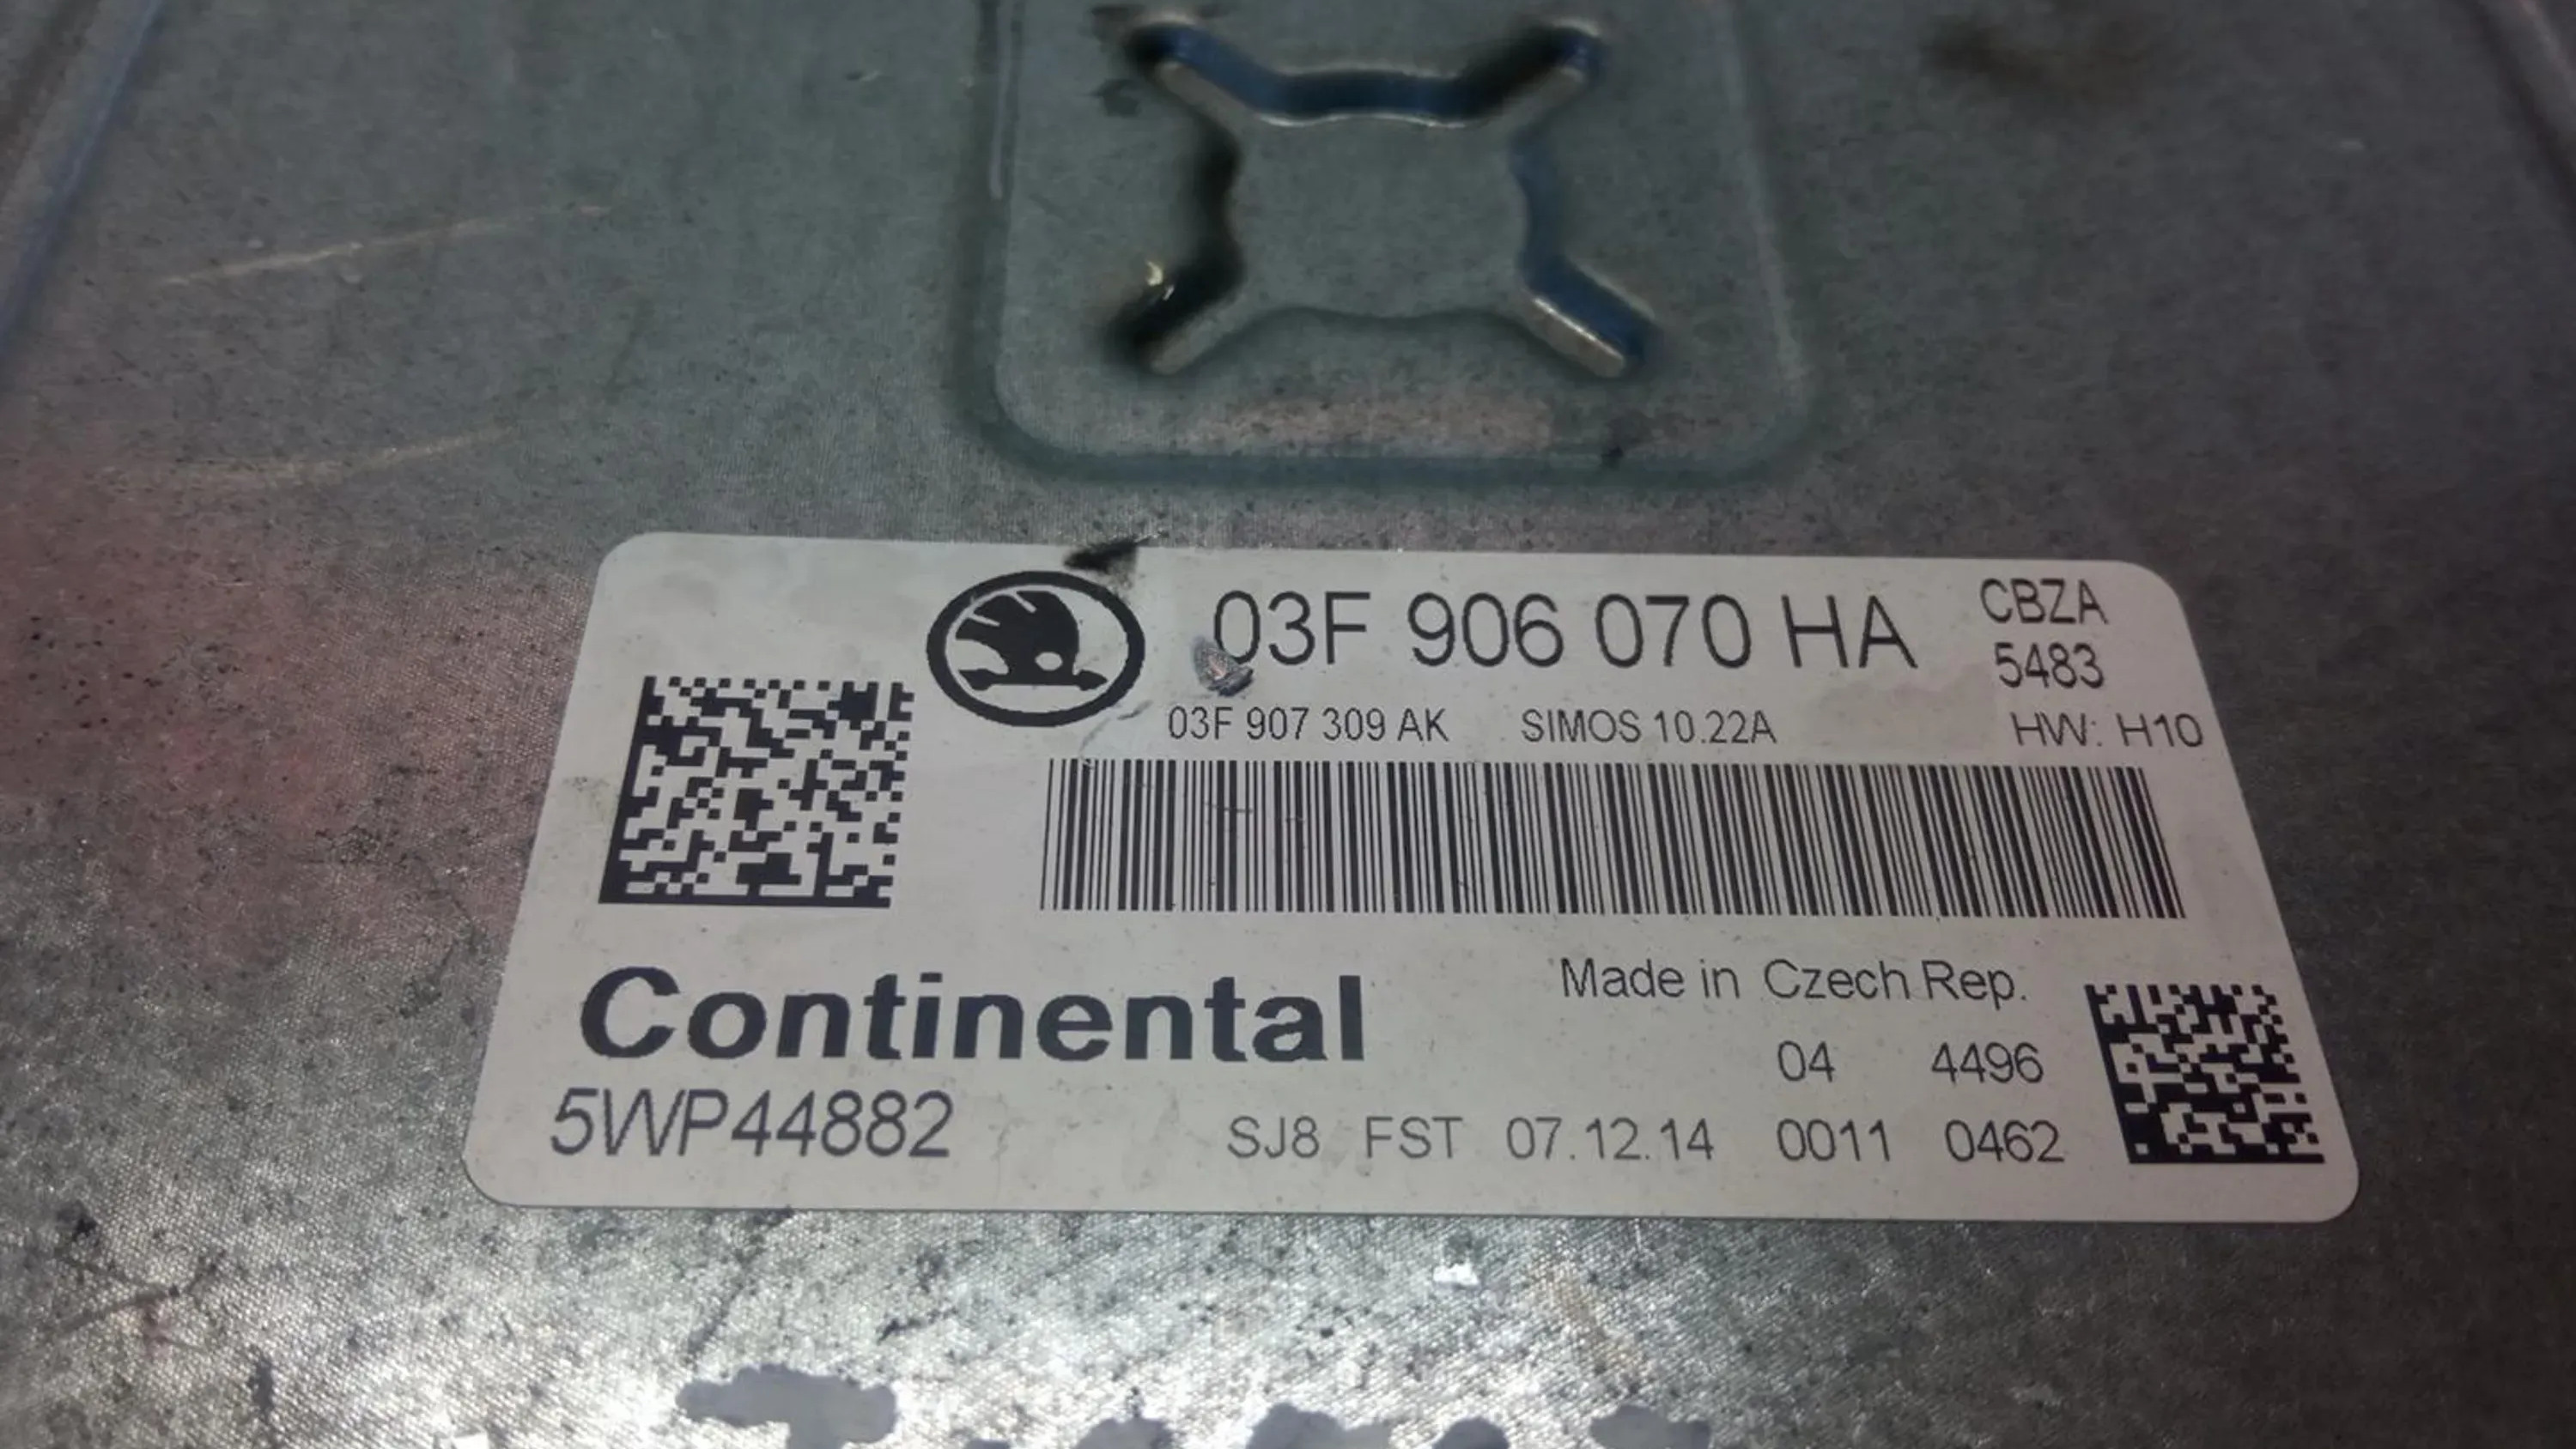 03F 906 070 HA CBZA
5483
03F 907 309 AK SIMOS 10.22A HW: H10
Made in Czech Rep.
Continental
04 4496
5WP44882 SJ8 FST 07.12.14 0011 0462